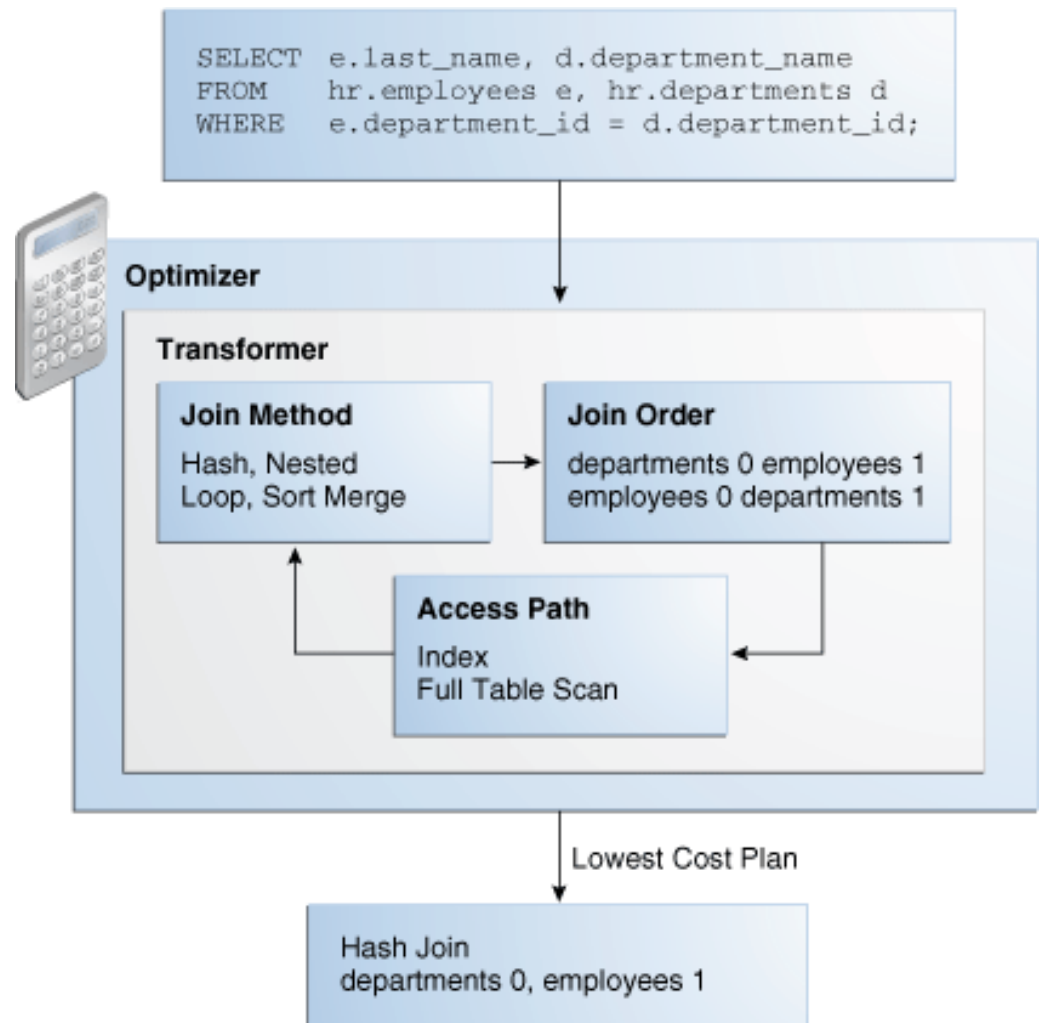 SELECT e.last_name, d.department_name
FROM hr.employees e, hr.departments d
WHERE e.department_id = d.department_id;
Optimizer
Transformer
Join Method
Hash, Nested
Loop, Sort Merge
Join Order
departments 0 employees 1
employees 0 departments 1
Access Path
Index
Full Table Scan
Lowest Cost Plan
Hash Join
departments 0, employees 1